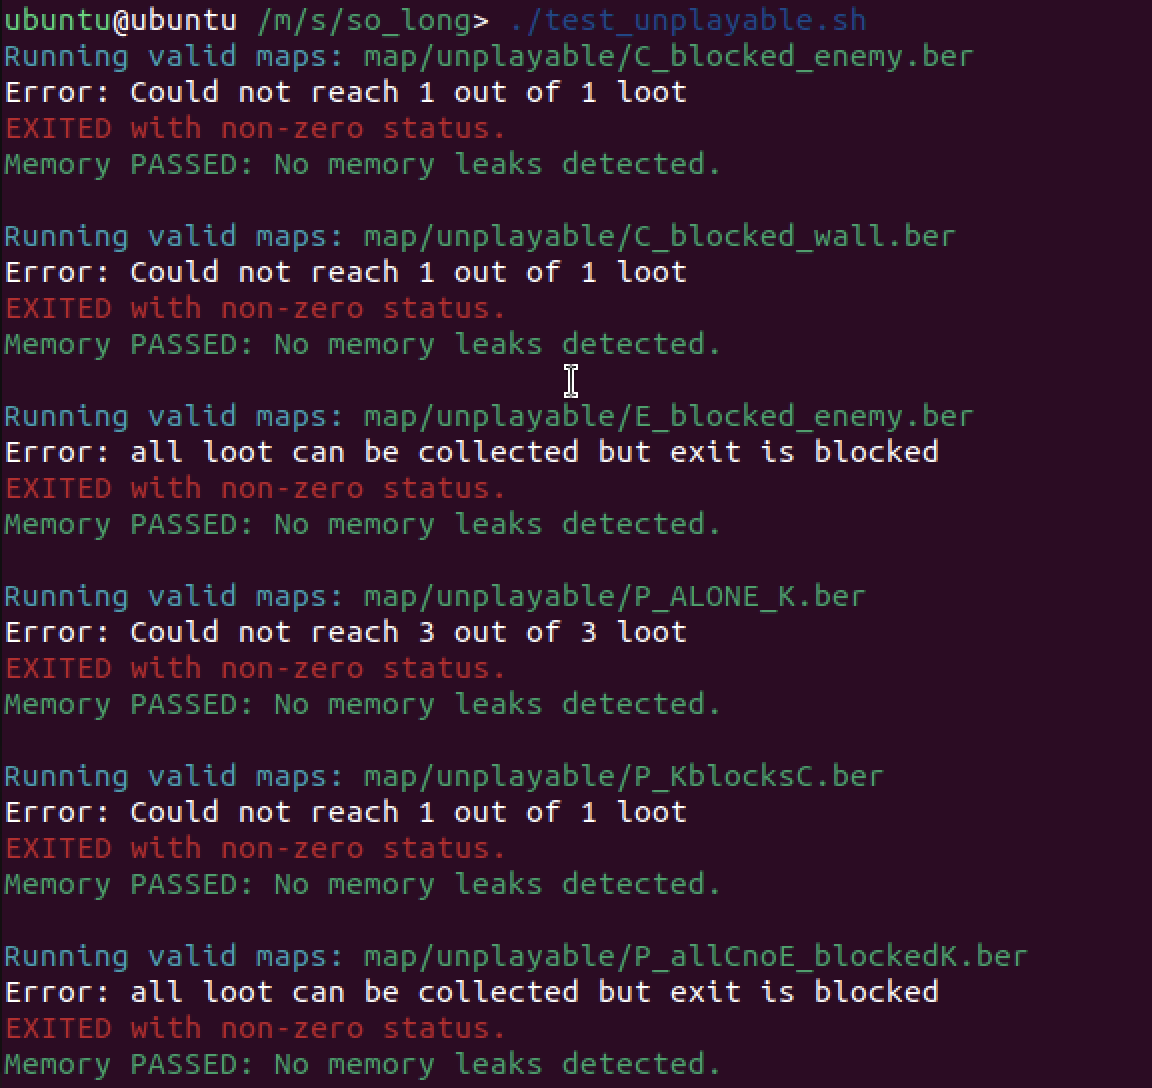 ubuntu@ubuntu /m/s/so_long> ./test_unplayable.sh
Running valid maps: map/unplayable/C_blocked_enemy.ber
Error: Could not reach 1 out of 1 loot
EXITED with non-zero status.
Memory PASSED: No memory leaks detected.
Running valid maps: map/unplayable/C_blocked_wall.ber
Error: Could not reach 1 out of 1 loot
EXITED with non-zero status.
Memory PASSED: No memory leaks detected.
Running valid maps: map/unplayable/E_blocked_enemy.ber
Error: all loot can be collected but exit is blocked
EXITED with non-zero status.
Memory PASSED: No memory leaks detected.
Running valid maps: map/unplayable/P_ALONE_K.ber
Error: Could not reach 3 out of 3 loot
EXITED with non-zero status.
Memory PASSED: No memory leaks detected.
Running valid maps: map/unplayable/P_KblocksC.ber
Error: Could not reach 1 out of 1 loot
EXITED with non-zero status.
Memory PASSED: No memory leaks detected.
Running valid maps: map/unplayable/P_allCnoE_blockedK.ber
Error: all loot can be collected but exit is blocked
EXITED with non-zero status.
Memory PASSED: No memory leaks detected.